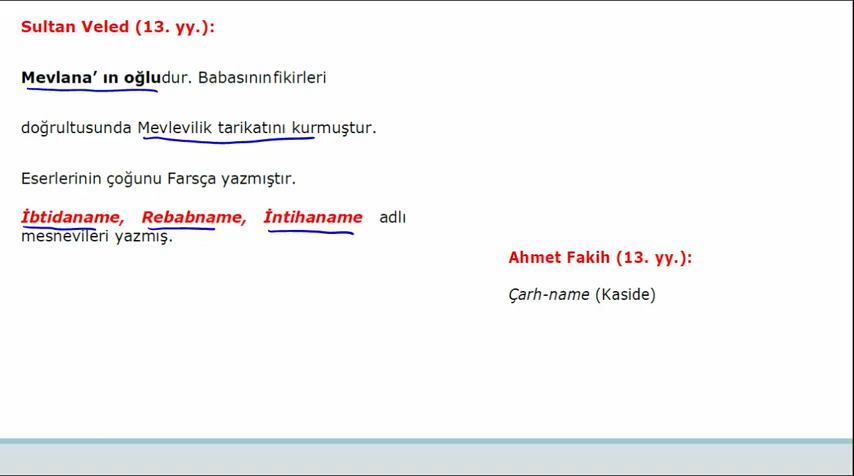 Sultan Veled (13. yy.):
Mevlana’ ın oğludur. Babasınınfikirleri
doğrultusunda Mevlevilik tarikatını kurmuştur.
Eserlerinin çoğunu Farsça yazmıştır.
İbtidaname, Rebabname, İntihaname adlı
mesnevileri yazmış.
Ahmet Fakih (13. yy.):
Çarh-name (Kaside)